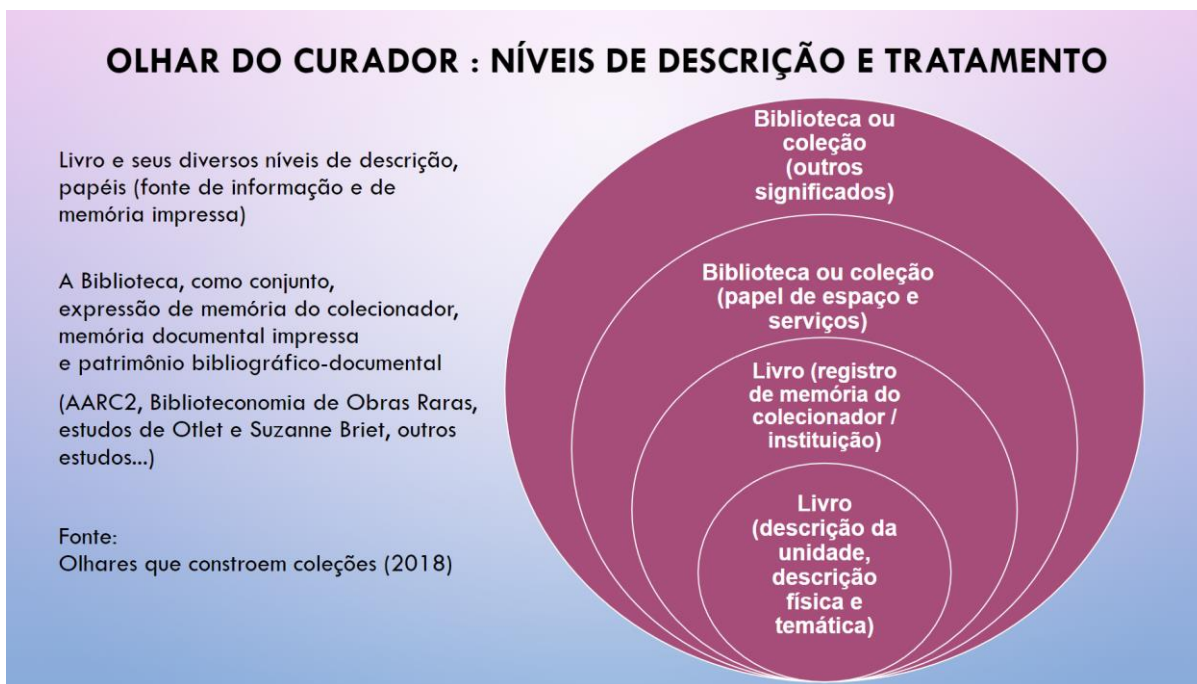 OLHAR DO CURADOR : NÍVEIS DE DESCRIÇÃO E TRATAMENTO
Livro e seus diversos níveis de descrição,
papéis (fonte de informação e de
memória impressa)
A Biblioteca, como conjunto,
expressão de memória do colecionador,
memória documental impressa
e patrimônio bibliográfico-documental
(AARC2, Biblioteconomia de Obras Raras,
estudos de Otlet e Suzanne Briet, outros
estudos...)
Fonte:
Olhares que constroem coleções (2018)
Biblioteca ou
coleção
(outros
significados)
Biblioteca ou coleção
(papel de espaço e
serviços)
Livro (registro
de memória do
colecionador /
instituição)
Livro
(descrição da
unidade,
descrição
física e
temática)